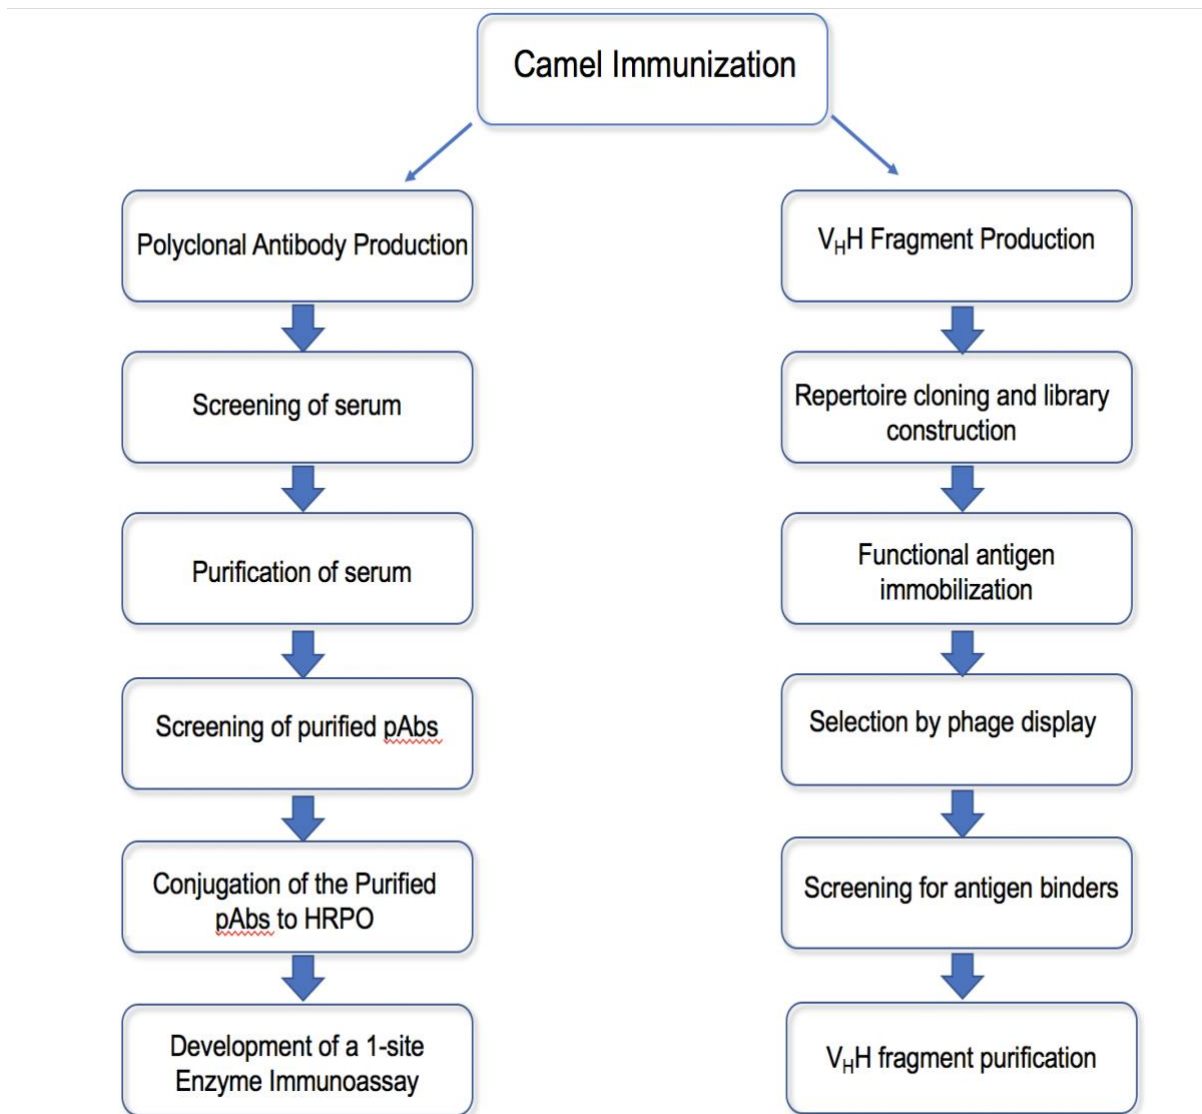 Camel Immunization
Polyclonal Antibody Production
Screening of serum
Purification of serum
Screening of purified pAbs
Conjugation of the Purified
pAbs to HRPO
Development of a 1-site
Enzyme Immunoassay
VHH Fragment Production
Repertoire cloning and library
construction
Functional antigen
immobilization
Selection by phage display
Screening for antigen binders
VHH fragment purification